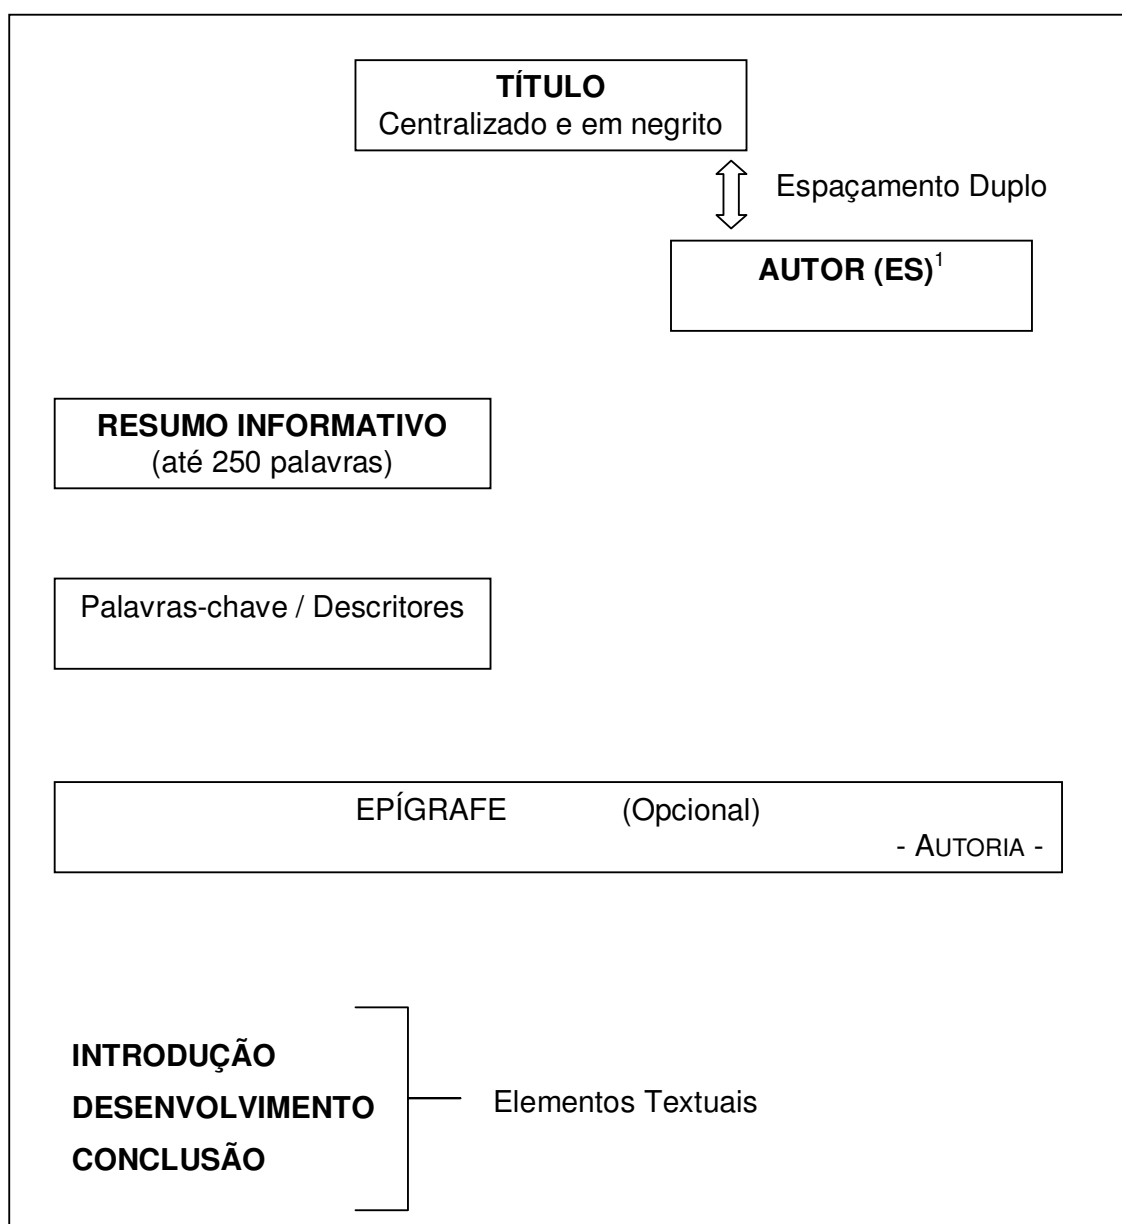 TÍTULO
Centralizado e em negrito
Espaçamento Duplo
AUTOR (ES)¹
RESUMO INFORMATIVO
(até 250 palavras)
Palavras-chave / Descritores
EPÍGRAFE (Opcional)
- AUTORIA -
INTRODUÇÃO
DESENVOLVIMENTO
Elementos Textuais
CONCLUSÃO